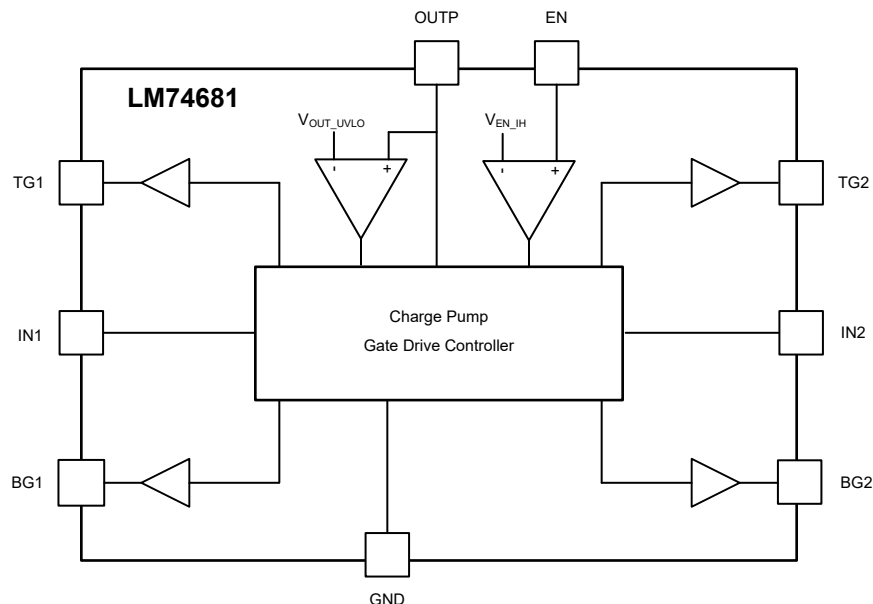 OUTP
EN
LM74681
VOUT_UVLO
VEN_IH
- +
- +
TG1
TG2
IN1
Charge Pump
Gate Drive Controller
IN2
BG1
BG2
GND